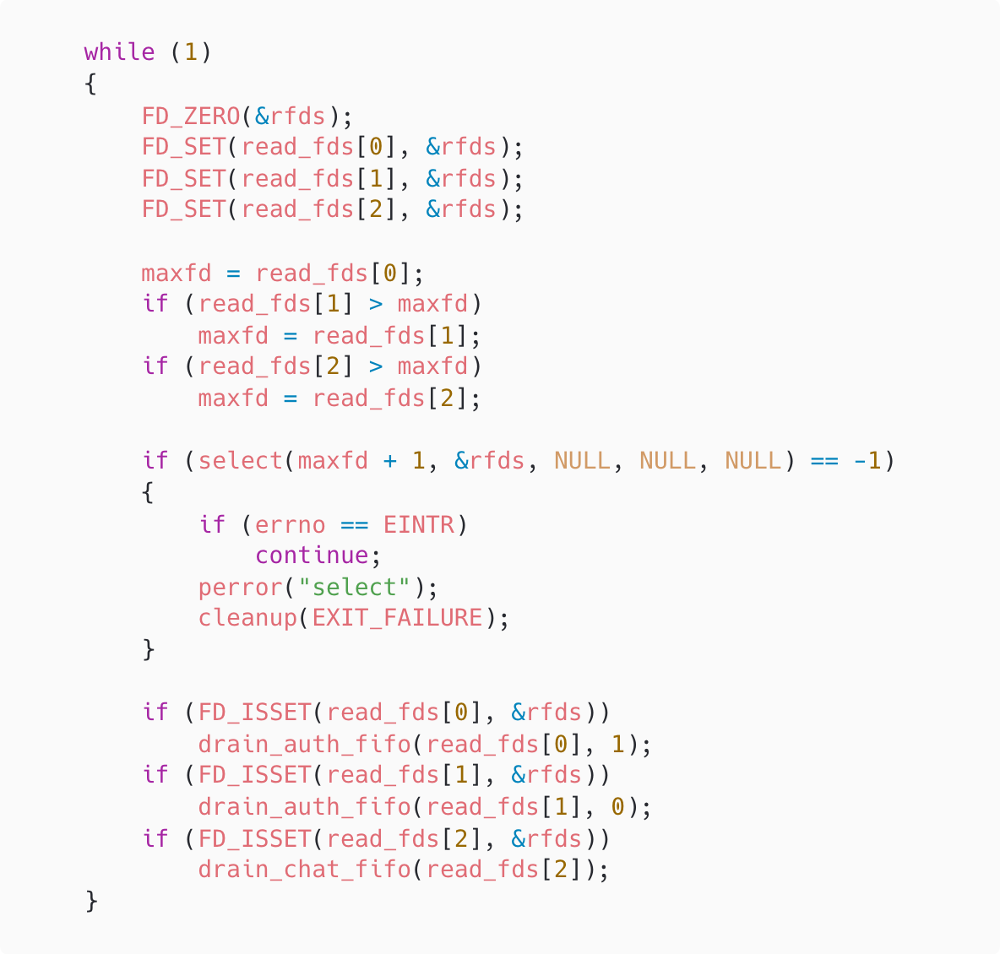 while (1)
{
    FD_ZERO(&rfds);
    FD_SET(read_fds[0], &rfds);
    FD_SET(read_fds[1], &rfds);
    FD_SET(read_fds[2], &rfds);

    maxfd = read_fds[0];
    if (read_fds[1] > maxfd)
        maxfd = read_fds[1];
    if (read_fds[2] > maxfd)
        maxfd = read_fds[2];

    if (select(maxfd + 1, &rfds, NULL, NULL, NULL) == -1)
    {
        if (errno == EINTR)
            continue;
        perror("select");
        cleanup(EXIT_FAILURE);
    }

    if (FD_ISSET(read_fds[0], &rfds))
        drain_auth_fifo(read_fds[0], 1);
    if (FD_ISSET(read_fds[1], &rfds))
        drain_auth_fifo(read_fds[1], 0);
    if (FD_ISSET(read_fds[2], &rfds))
        drain_chat_fifo(read_fds[2]);
}